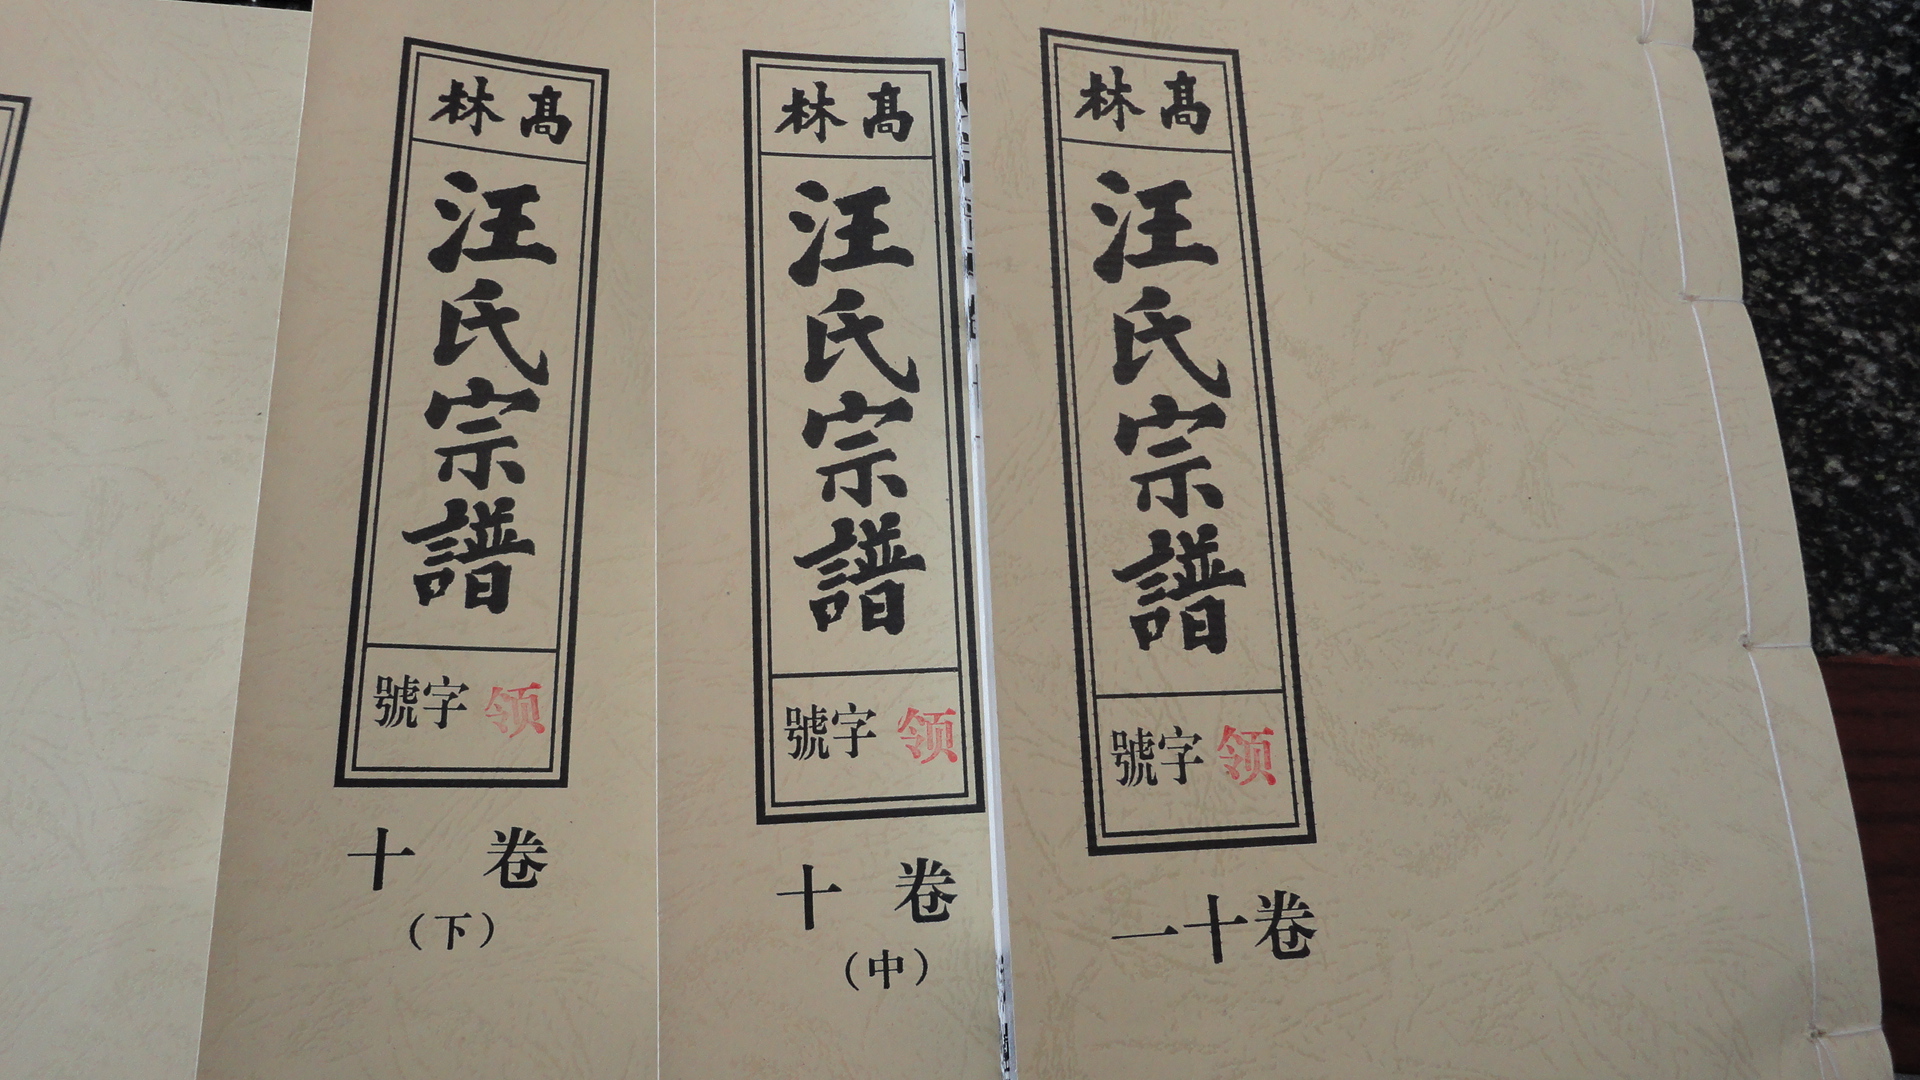 髙林
汪氏宗譜
领字號
卷十
（下）
髙林
汪氏宗譜
领字號
卷十
（中）
髙林
汪氏宗譜
领字號
卷十一